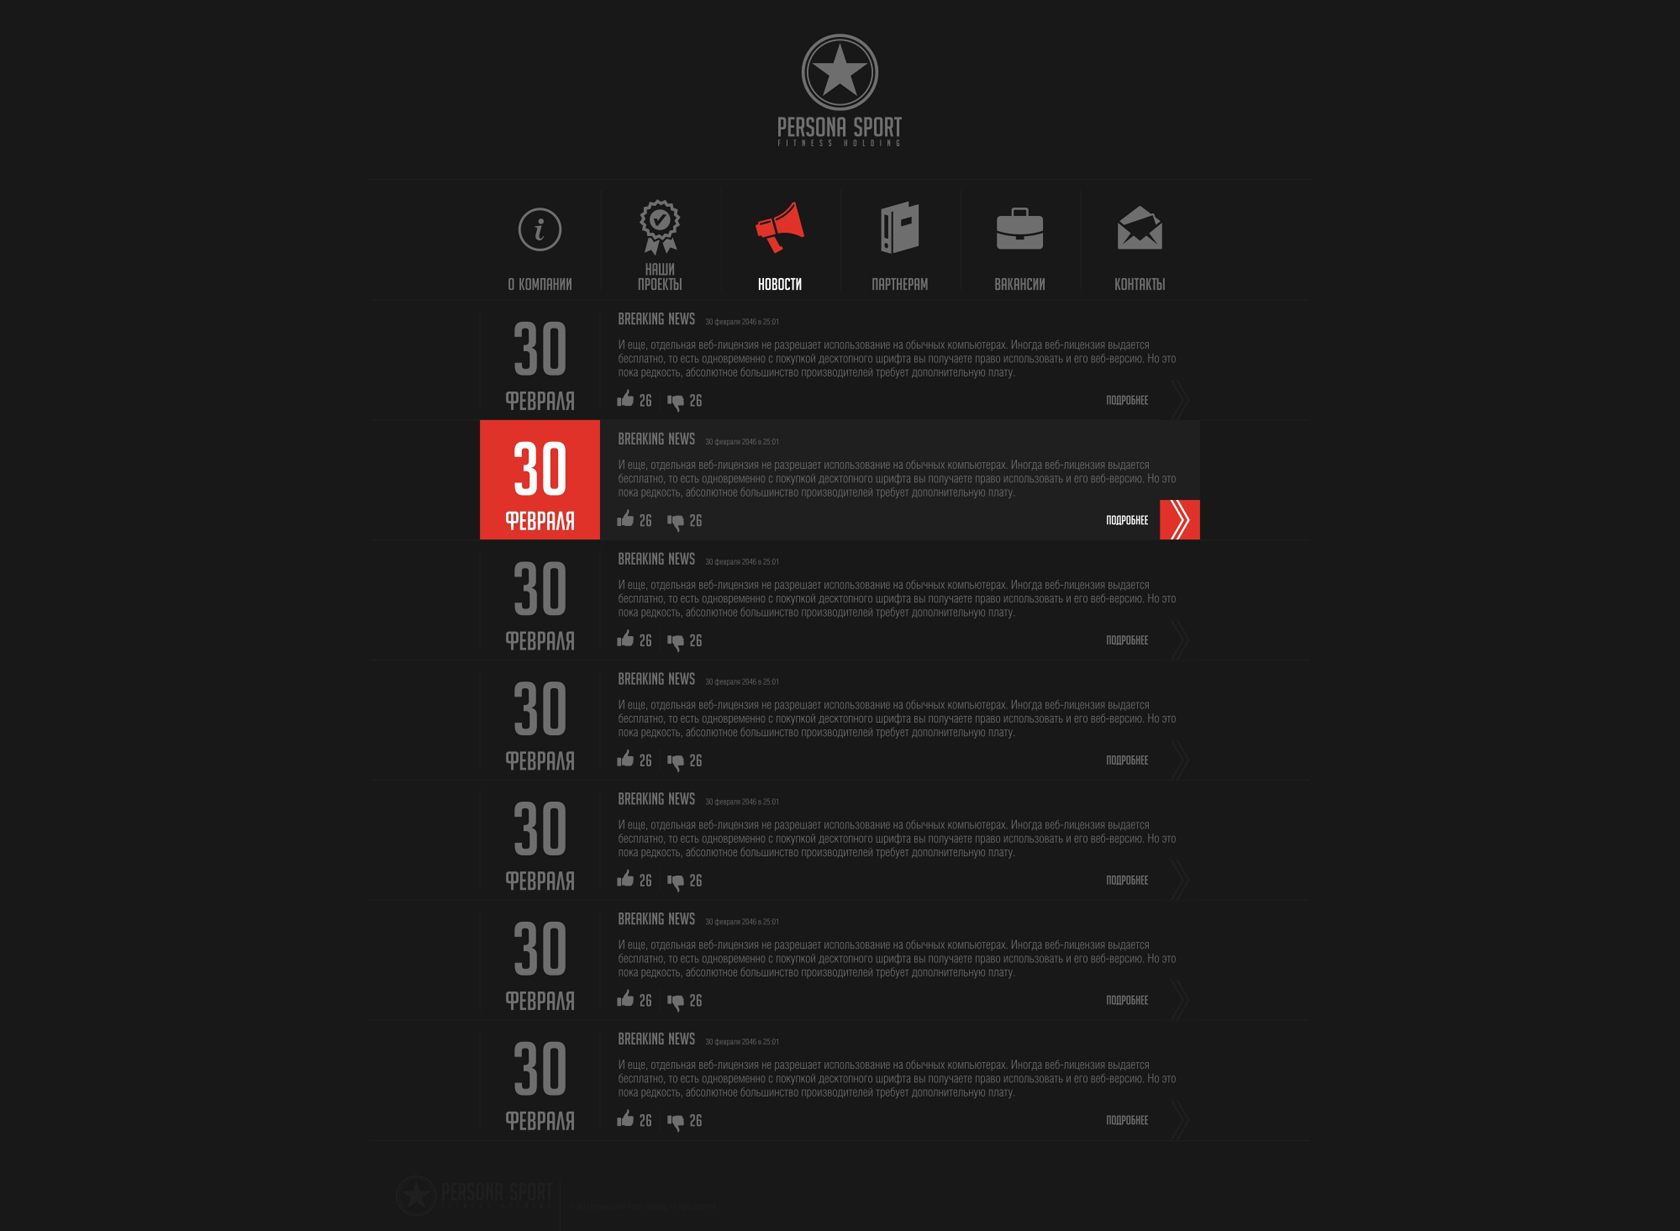 PERSONA SPORT
FITNESS HOLDING
О КОМПАНИИ
НАШИ
ПРОЕКТЫ
НОВОСТИ
ПАРТНЕРАМ
ВАКАНСИИ
КОНТАКТЫ
30
ФЕВРАЛЯ
BREAKING NEWS 30 февраля 2046 в 25:01
И еще, отдельная веб-лицензия не разрешает использование на обычных компьютерах. Иногда веб-лицензия выдается
бесплатно, то есть одновременно с покупкой десктопного шрифта вы получаете право использовать и его веб-версию. Но это
пока редкость, абсолютное большинство производителей требует дополнительную плату.
26 26 ПОДРОБНЕЕ
30
ФЕВРАЛЯ
BREAKING NEWS 30 февраля 2046 в 25:01
И еще, отдельная веб-лицензия не разрешает использование на обычных компьютерах. Иногда веб-лицензия выдается
бесплатно, то есть одновременно с покупкой десктопного шрифта вы получаете право использовать и его веб-версию. Но это
пока редкость, абсолютное большинство производителей требует дополнительную плату.
26 26 ПОДРОБНЕЕ
30
ФЕВРАЛЯ
BREAKING NEWS 30 февраля 2046 в 25:01
И еще, отдельная веб-лицензия не разрешает использование на обычных компьютерах. Иногда веб-лицензия выдается
бесплатно, то есть одновременно с покупкой десктопного шрифта вы получаете право использовать и его веб-версию. Но это
пока редкость, абсолютное большинство производителей требует дополнительную плату.
26 26 ПОДРОБНЕЕ
30
ФЕВРАЛЯ
BREAKING NEWS 30 февраля 2046 в 25:01
И еще, отдельная веб-лицензия не разрешает использование на обычных компьютерах. Иногда веб-лицензия выдается
бесплатно, то есть одновременно с покупкой десктопного шрифта вы получаете право использовать и его веб-версию. Но это
пока редкость, абсолютное большинство производителей требует дополнительную плату.
26 26 ПОДРОБНЕЕ
30
ФЕВРАЛЯ
BREAKING NEWS 30 февраля 2046 в 25:01
И еще, отдельная веб-лицензия не разрешает использование на обычных компьютерах. Иногда веб-лицензия выдается
бесплатно, то есть одновременно с покупкой десктопного шрифта вы получаете право использовать и его веб-версию. Но это
пока редкость, абсолютное большинство производителей требует дополнительную плату.
26 26 ПОДРОБНЕЕ
30
ФЕВРАЛЯ
BREAKING NEWS 30 февраля 2046 в 25:01
И еще, отдельная веб-лицензия не разрешает использование на обычных компьютерах. Иногда веб-лицензия выдается
бесплатно, то есть одновременно с покупкой десктопного шрифта вы получаете право использовать и его веб-версию. Но это
пока редкость, абсолютное большинство производителей требует дополнительную плату.
26 26 ПОДРОБНЕЕ
30
ФЕВРАЛЯ
BREAKING NEWS 30 февраля 2046 в 25:01
И еще, отдельная веб-лицензия не разрешает использование на обычных компьютерах. Иногда веб-лицензия выдается
бесплатно, то есть одновременно с покупкой десктопного шрифта вы получаете право использовать и его веб-версию. Но это
пока редкость, абсолютное большинство производителей требует дополнительную плату.
26 26 ПОДРОБНЕЕ
PERSONA SPORT